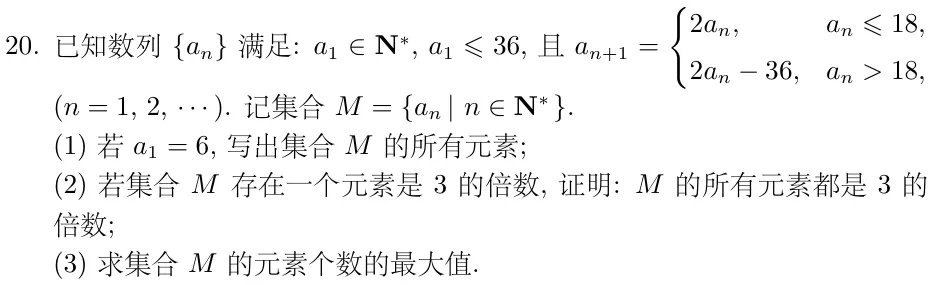 20. 已知数列 {aₙ} 满足: a₁ ∈ N*, a₁ ⩽ 36, 且 aₙ₊₁ = { 2aₙ, aₙ ⩽ 18,
2aₙ − 36, aₙ > 18,
(n = 1, 2, ⋯). 记集合 M = {aₙ | n ∈ N*}.
(1) 若 a₁ = 6, 写出集合 M 的所有元素;
(2) 若集合 M 存在一个元素是 3 的倍数, 证明: M 的所有元素都是 3 的
倍数;
(3) 求集合 M 的元素个数的最大值.